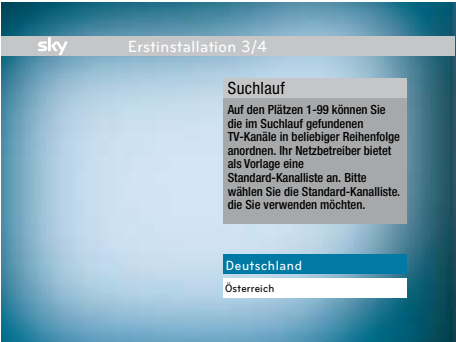 sky Erstinstallation 3/4
Suchlauf
Auf den Plätzen 1-99 können Sie
die im Suchlauf gefundenen
TV-Kanäle in beliebiger Reihenfolge
anordnen. Ihr Netzbetreiber bietet
als Vorlage eine
Standard-Kanalliste an. Bitte
wählen Sie die Standard-Kanalliste.
die Sie verwenden möchten.
Deutschland
Österreich